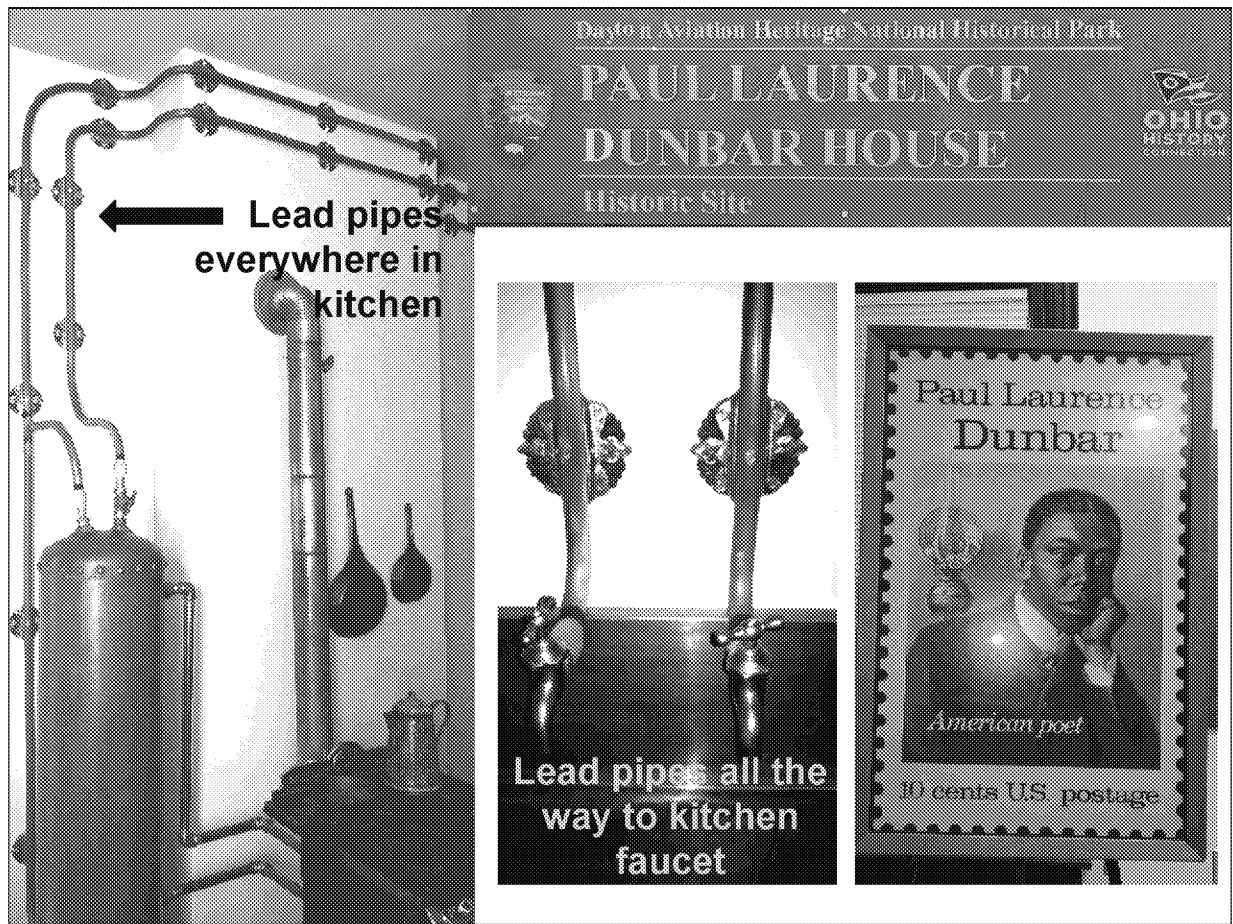 Dayton Aviation Heritage National Historical Park
PAUL LAURENCE
DUNBAR HOUSE
Historic Site
OHIO
HISTORY
CONNECTION
Lead pipes
everywhere in
kitchen
Lead pipes all the
way to kitchen
faucet
Paul Laurence
Dunbar
American poet
10 cents U.S. postage